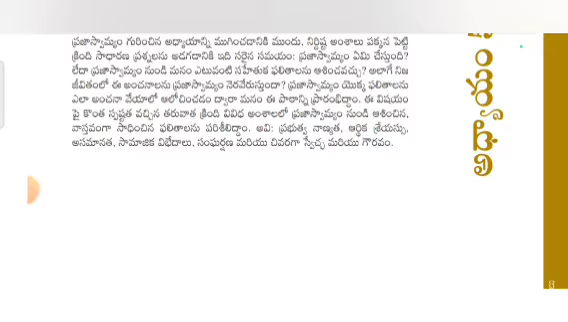 ప్రజాస్వామ్యం గురించిన అధ్యాయాన్ని ముగించడానికి ముందు, నిర్దిష్ట అంశాలు పక్కన పెట్టి
క్రింది సాధారణ ప్రశ్నలను అడగడానికి ఇది సరైన సమయం: ప్రజాస్వామ్యం ఏమి చేస్తుంది?
లేదా ప్రజాస్వామ్యం నుండి మనం ఎటువంటి సహేతుక ఫలితాలను ఆశించవచ్చు? అలాగే నిజ
జీవితంలో ఈ అంచనాలను ప్రజాస్వామ్యం నెరవేరుస్తుందా? ప్రజాస్వామ్యం యొక్క ఫలితాలను
ఎలా అంచనా వేయాలో ఆలోచించడం ద్వారా మనం ఈ పాఠాన్ని ప్రారంభిద్దాం. ఈ విషయం
పై కొంత స్పష్టత వచ్చిన తరువాత క్రింది వివిధ అంశాలలో ప్రజాస్వామ్యం నుండి ఆశించిన,
వాస్తవంగా సాధించిన ఫలితాలను పరిశీలిద్దాం. అవి: ప్రభుత్వ నాణ్యత, ఆర్థిక శ్రేయస్సు,
అసమానత, సామాజిక విభేదాలు, సంఘర్షణ మరియు చివరగా స్వేచ్ఛ మరియు గౌరవం.
అధ్యాయం